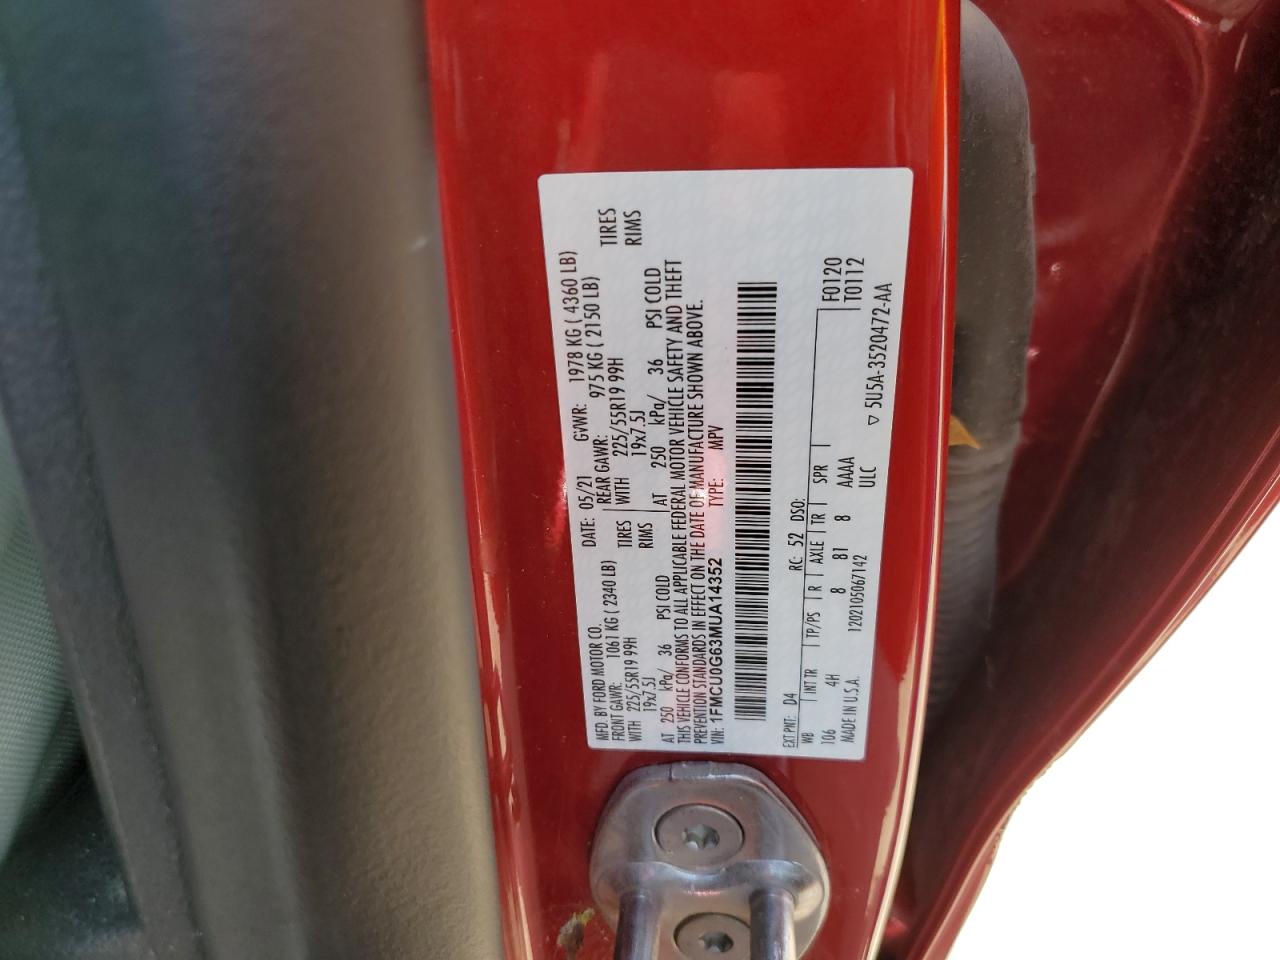 MFD. BY FORD MOTOR CO.
DATE: 05/21 GVWR: 1978 KG ( 4360 LB)
FRONT GAWR: 1061 KG ( 2340 LB) REAR GAWR: 975 KG ( 2150 LB)
WITH 225/55R19 99H TIRES WITH 225/55R19 99H TIRES
19x7.5J RIMS 19x7.5J RIMS
AT 250 kPa/ 36 PSI COLD AT 250 kPa/ 36 PSI COLD
THIS VEHICLE CONFORMS TO ALL APPLICABLE FEDERAL MOTOR VEHICLE SAFETY AND THEFT
PREVENTION STANDARDS IN EFFECT ON THE DATE OF MANUFACTURE SHOWN ABOVE.
VIN: 1FMCU0G63MUA14352 TYPE: MPV
EXT PNT: D4 RC: 52 DSO:
WB INT TR TP/PS R AXLE TR SPR F0120
106 4H 8 81 8 AAAA T0112
MADE IN U.S.A. 1202105067142 ULC
▽ 5U5A-3520472-AA